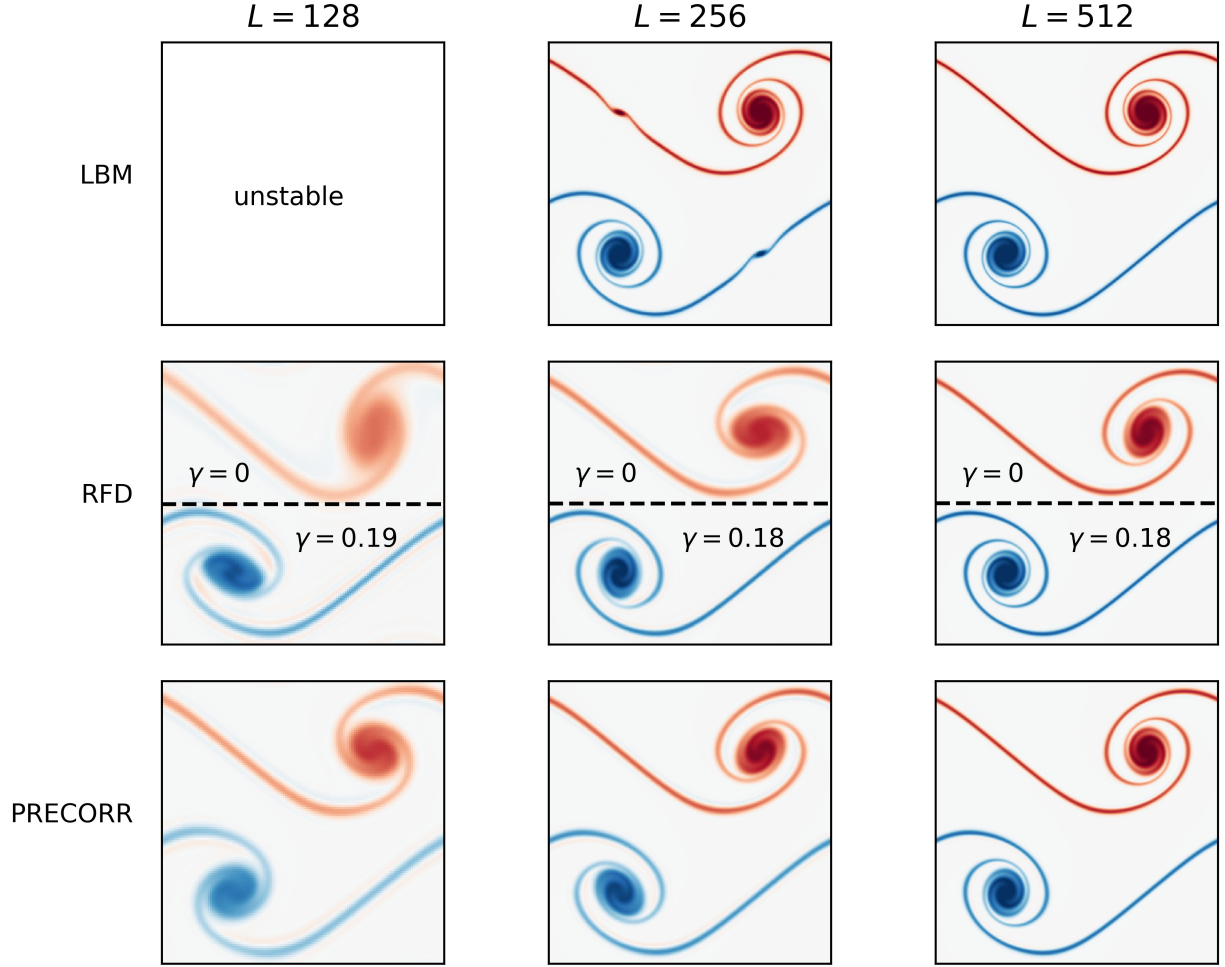 L = 128
L = 256
L = 512
LBM
unstable
RFD
γ = 0
γ = 0.19
γ = 0
γ = 0.18
γ = 0
γ = 0.18
PRECORR